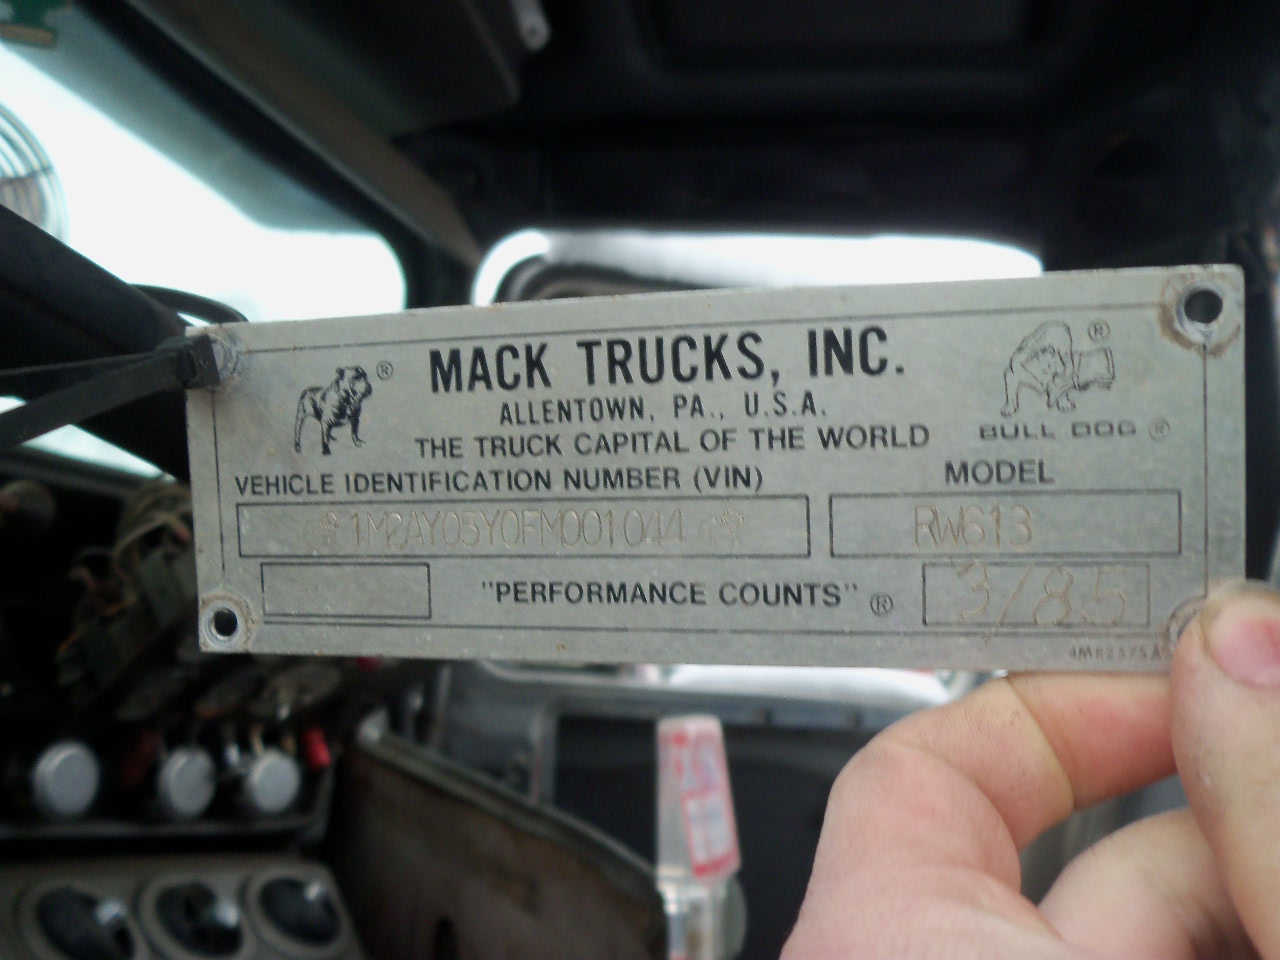 MACK TRUCKS, INC.
ALLENTOWN, PA., U.S.A.
THE TRUCK CAPITAL OF THE WORLD
BULL DOG ®
VEHICLE IDENTIFICATION NUMBER (VIN)
MODEL
1M2AY05Y0FM001044
RW613
"PERFORMANCE COUNTS" ®
3/85